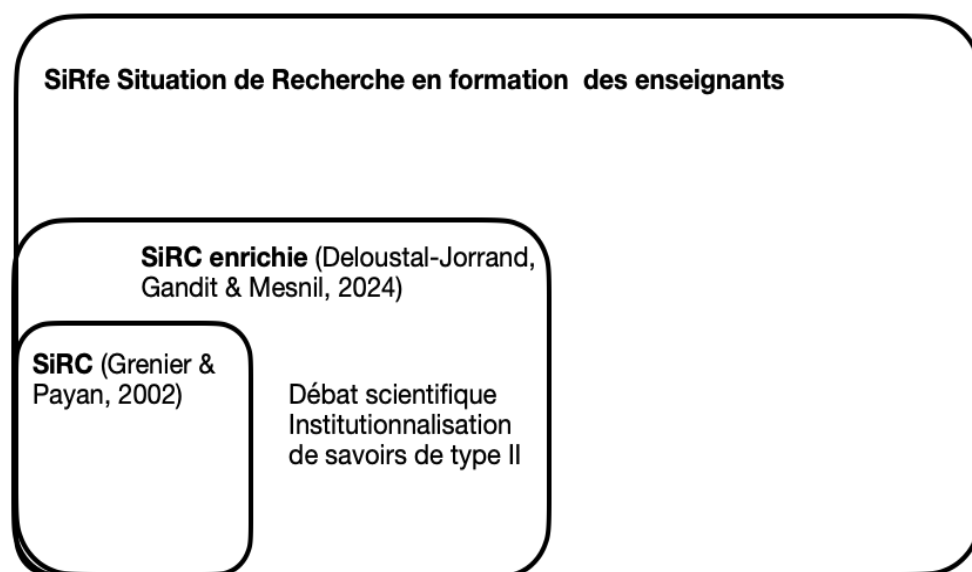 SiRfe Situation de Recherche en formation des enseignants
SiRC enrichie (Deloustal-Jorrand,
Gandit & Mesnil, 2024)
SiRC (Grenier &
Payan, 2002)
Débat scientifique
Institutionnalisation
de savoirs de type II